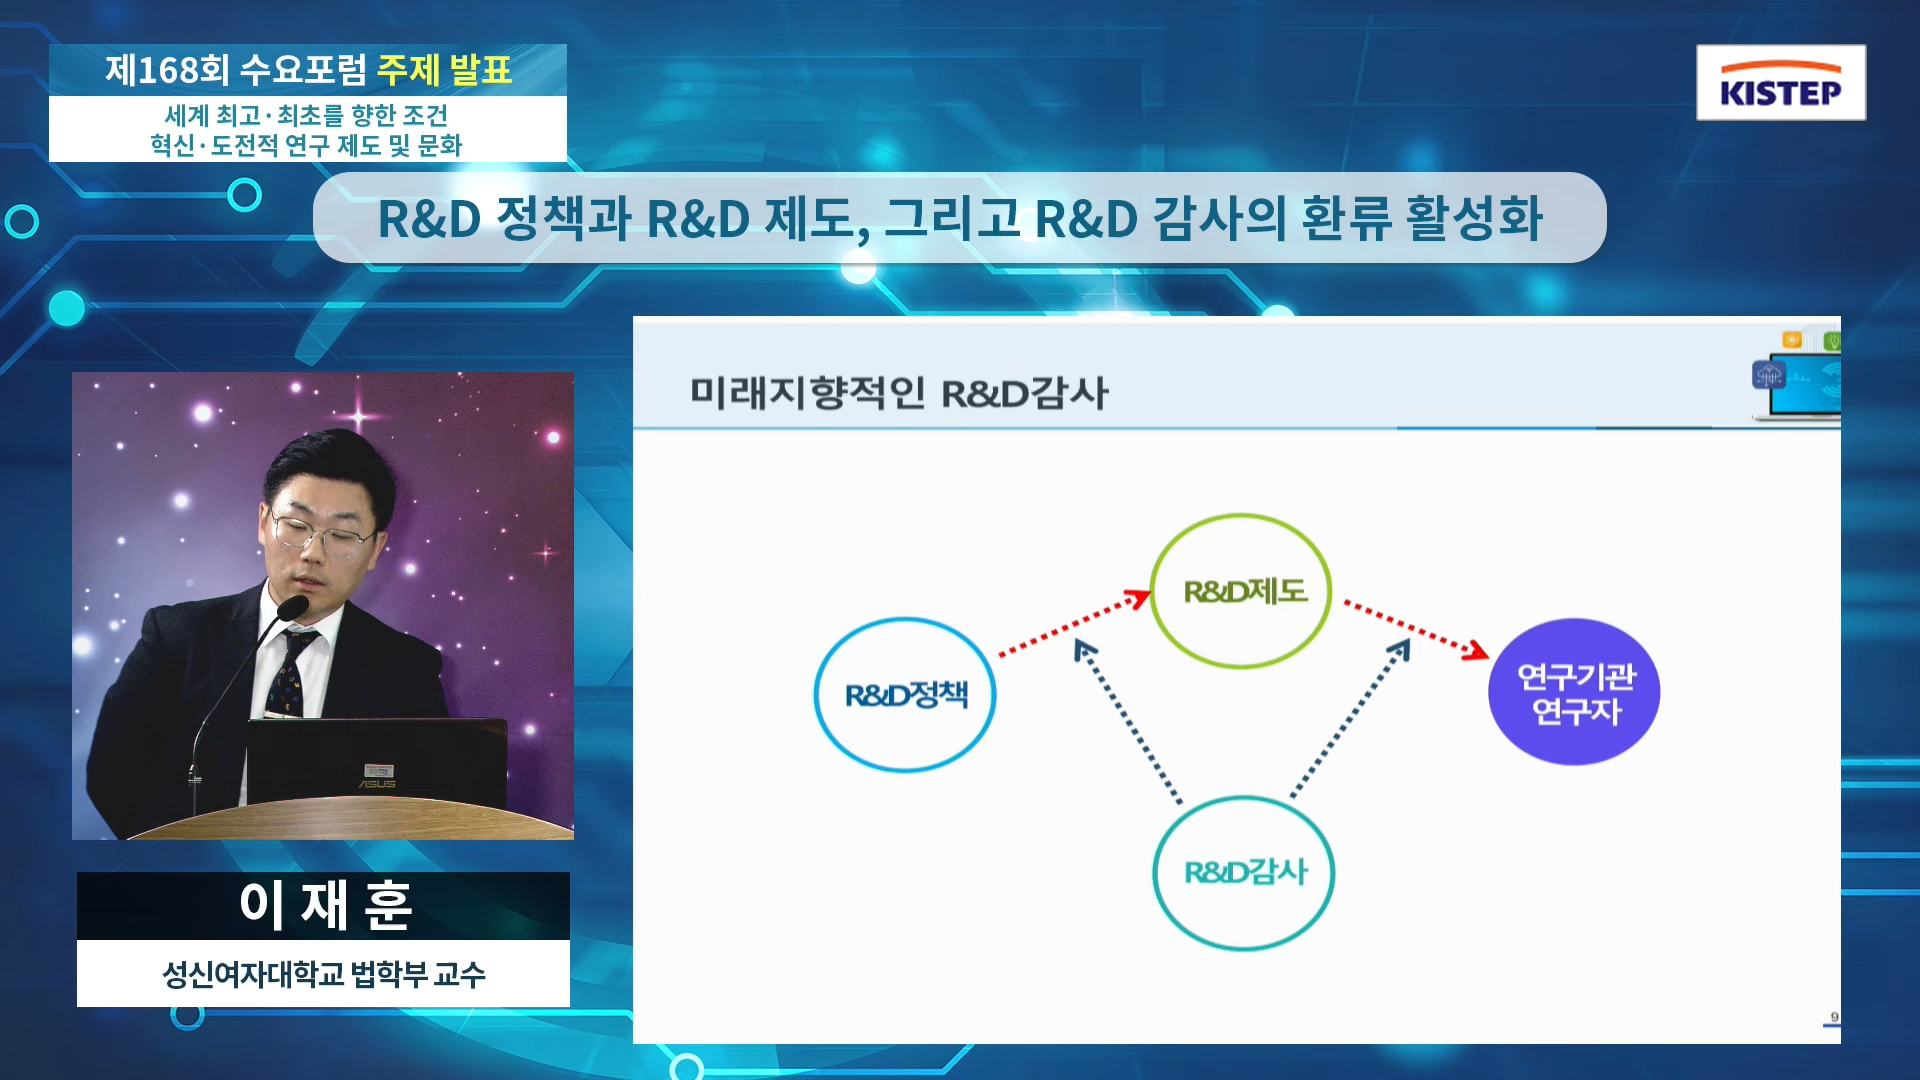 제168회 수요포럼 주제 발표
세계 최고·최초를 향한 조건
혁신·도전적 연구 제도 및 문화
KISTEP
R&D 정책과 R&D 제도, 그리고 R&D 감사의 환류 활성화
미래지향적인 R&D감사
R&D제도
R&D정책
연구기관
연구자
R&D감사
ASUS
이재훈
성신여자대학교 법학부 교수
9